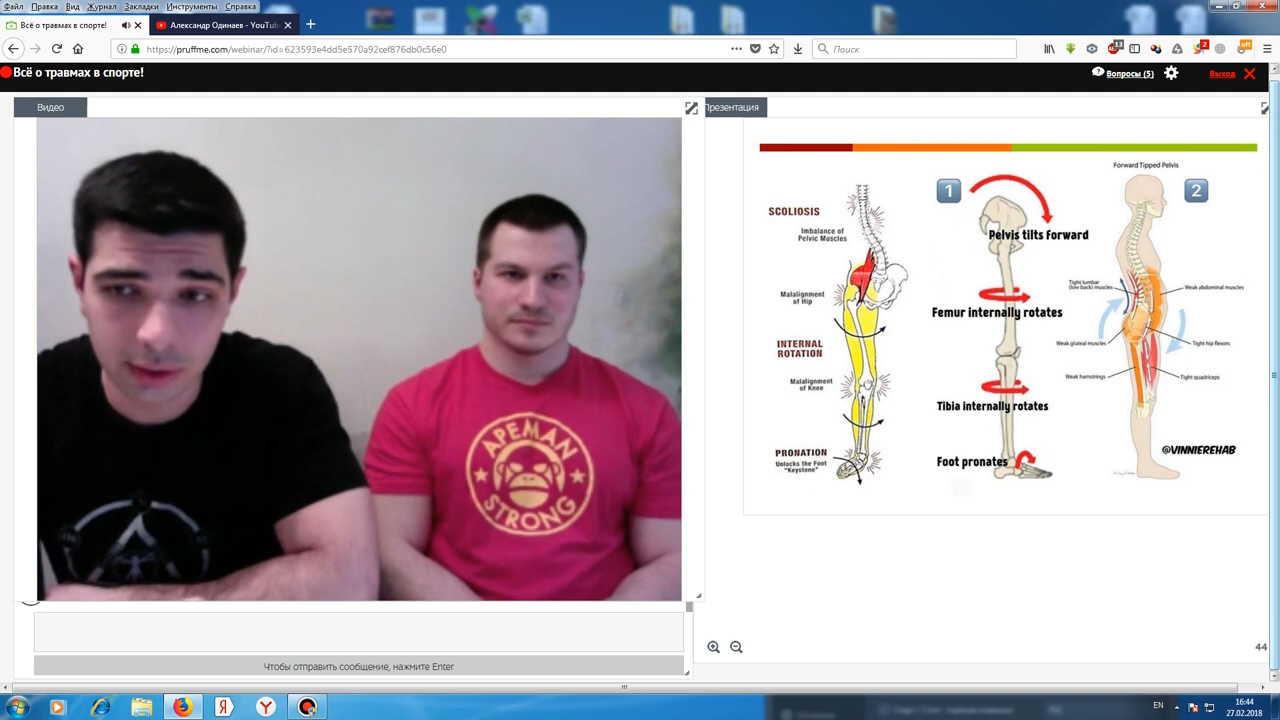 Файл Правка Вид Журнал Закладки Инструменты Справка
Всё о травмах в спорте!
Александр Одинаев - YouTub
https://pruffme.com/webinar/?id=623593e4dd5e570a92cef876db0c56e0
Поиск
13
2
off
Всё о травмах в спорте!
Вопросы (5)
Выход
Видео
Презентация
APEMAN
STRONG
SCOLIOSIS
Imbalance of
Pelvic Muscles
Malalignment
of Hip
INTERNAL
ROTATION
Malalignment
of Knee
PRONATION
Unlocks the Foot
"Keystone"
1
Pelvis tilts forward
Femur internally rotates
Tibia internally rotates
Foot pronates
Forward Tipped Pelvis
2
Tight lumbar
(low back) muscles
Weak abdominal muscles
Weak gluteal muscles
Tight hip flexors
Weak hamstrings
Tight quadriceps
@VINNIEREHAB
44
Чтобы отправить сообщение, нажмите Enter
EN
16:44
27.02.2018